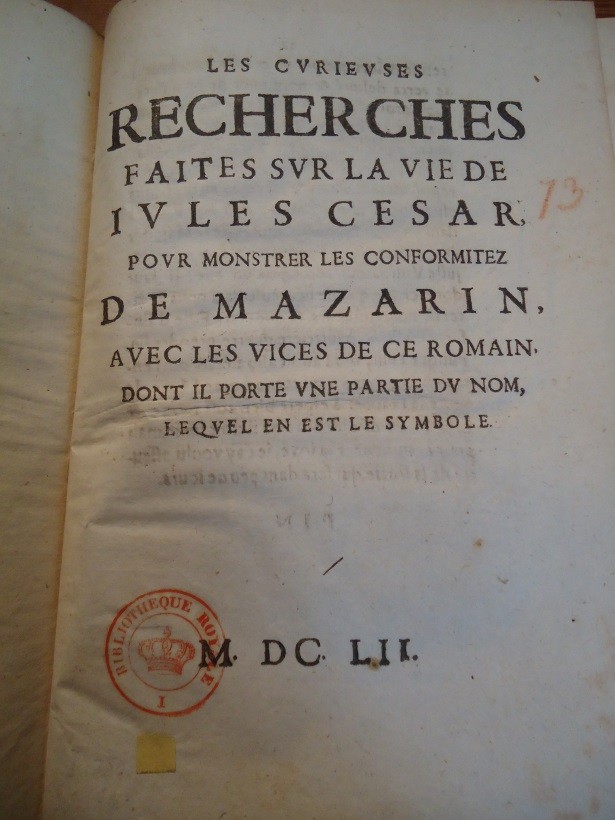 LES CVRIEVSES
RECHERCHES
FAITES SVR LA VIE DE
IVLES CESAR,
POVR MONSTRER LES CONFORMITEZ
DE MAZARIN,
AVEC LES VICES DE CE ROMAIN,
DONT IL PORTE VNE PARTIE DV NOM,
LEQVEL EN EST LE SYMBOLE.
73
M. DC. LII.
BIBLIOTHEQUE ROYALE
I